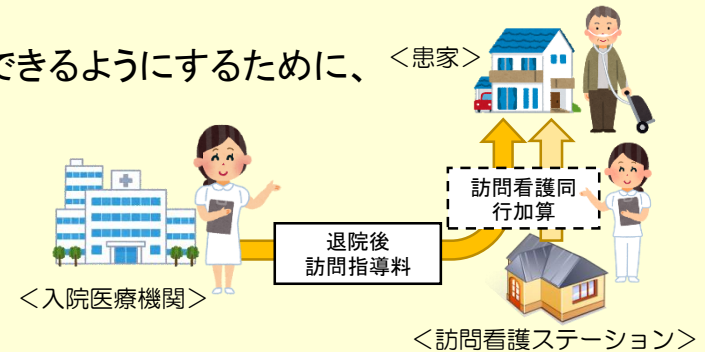 できるようにするために、
<患家>
訪問看護同
行加算
退院後
訪問指導料
<入院医療機関>
<訪問看護ステーション>